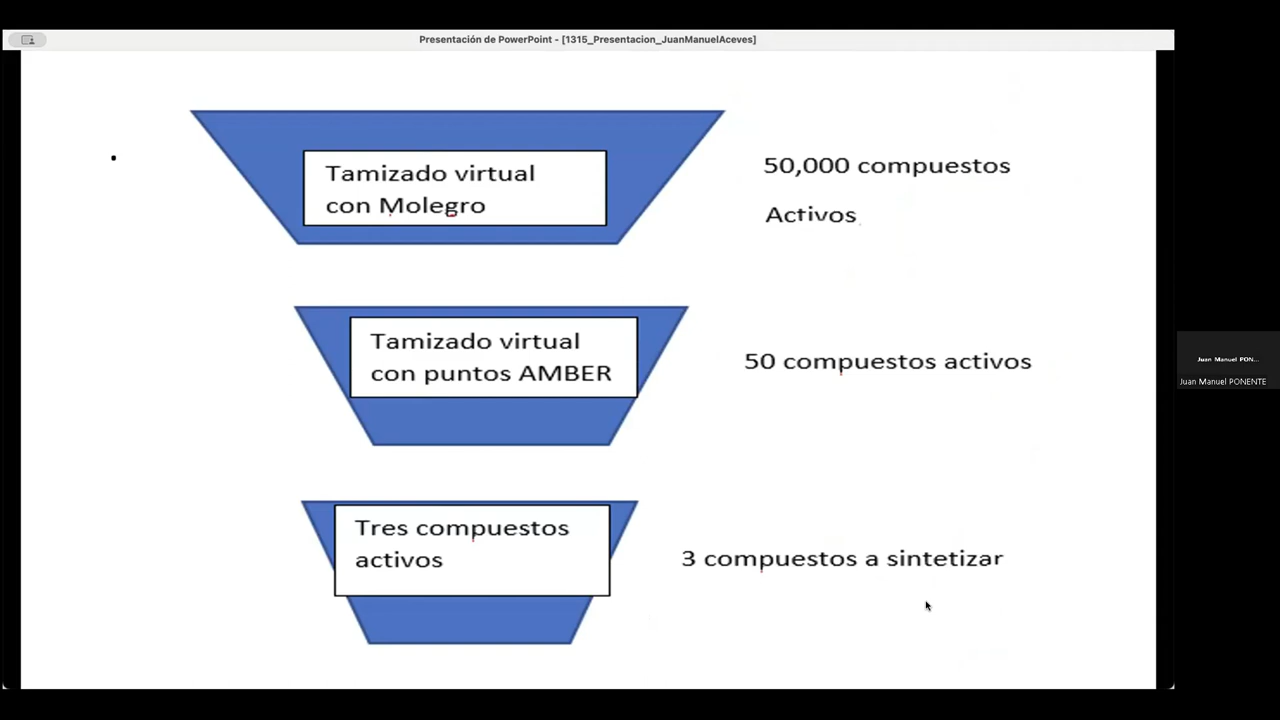 Presentación de PowerPoint - [1315_Presentacion_JuanManuelAceves]
Tamizado virtual
con Molegro
50,000 compuestos
Activos
Tamizado virtual
con puntos AMBER
50 compuestos activos
Juan Manuel PON...
Juan Manuel PONENTE
Tres compuestos
activos
3 compuestos a sintetizar